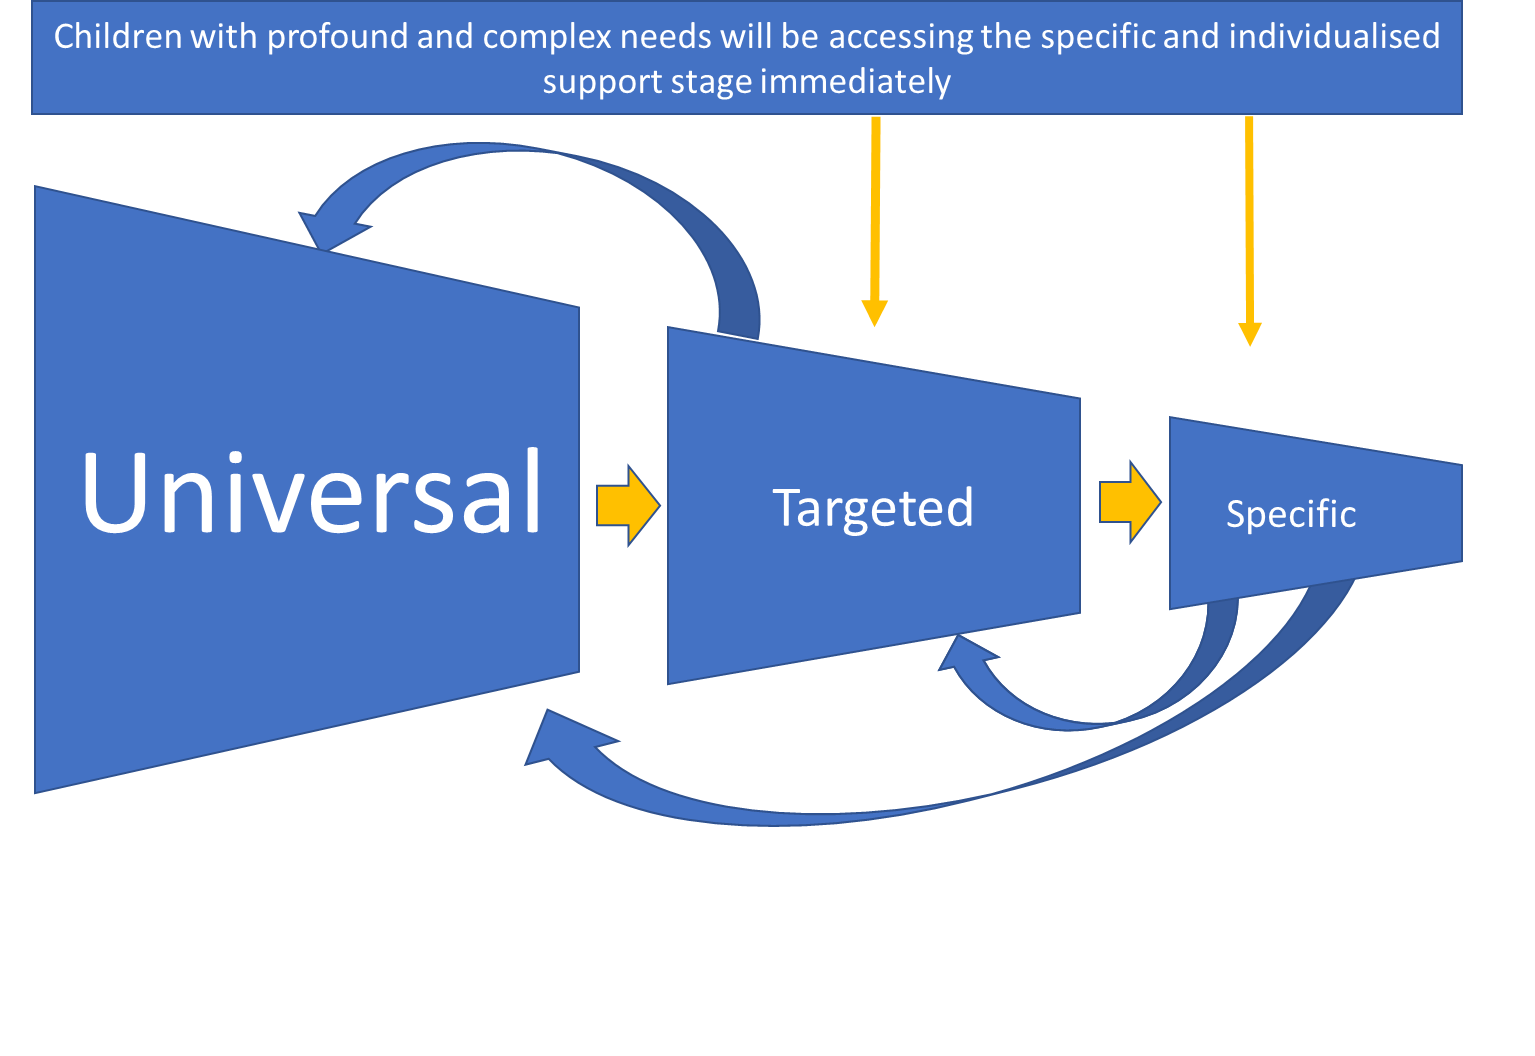 Children with profound and complex needs will be accessing the specific and individualised
support stage immediately
Universal
Targeted
Specific